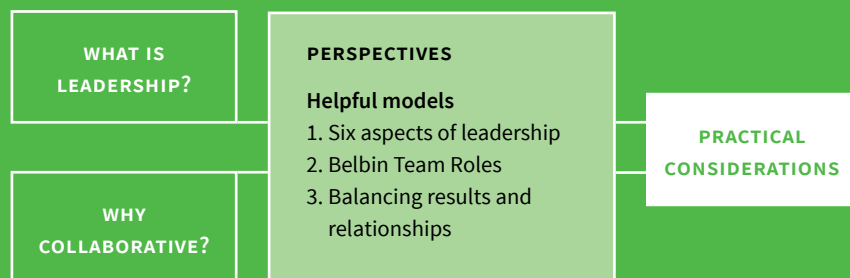 WHAT IS
LEADERSHIP?
WHY
COLLABORATIVE?
PERSPECTIVES
Helpful models
1. Six aspects of leadership
2. Belbin Team Roles
3. Balancing results and
relationships
PRACTICAL
CONSIDERATIONS